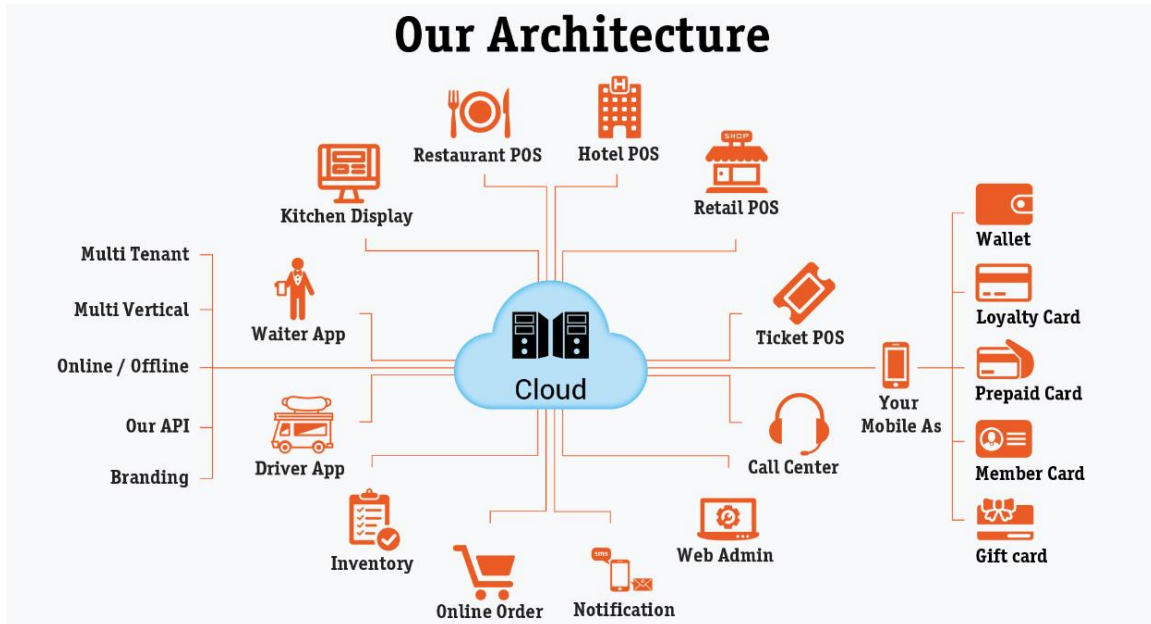 Our Architecture
H
Restaurant POS
Hotel POS
SHOP
Retail POS
Kitchen Display
Wallet
Multi Tenant
Multi Vertical
Online / Offline
Our API
Branding
Waiter App
Driver App
Cloud
Ticket POS
Call Center
Your
Mobile As
Loyalty Card
Prepaid Card
Member Card
Gift card
Inventory
Online Order
sms
Notification
Web Admin